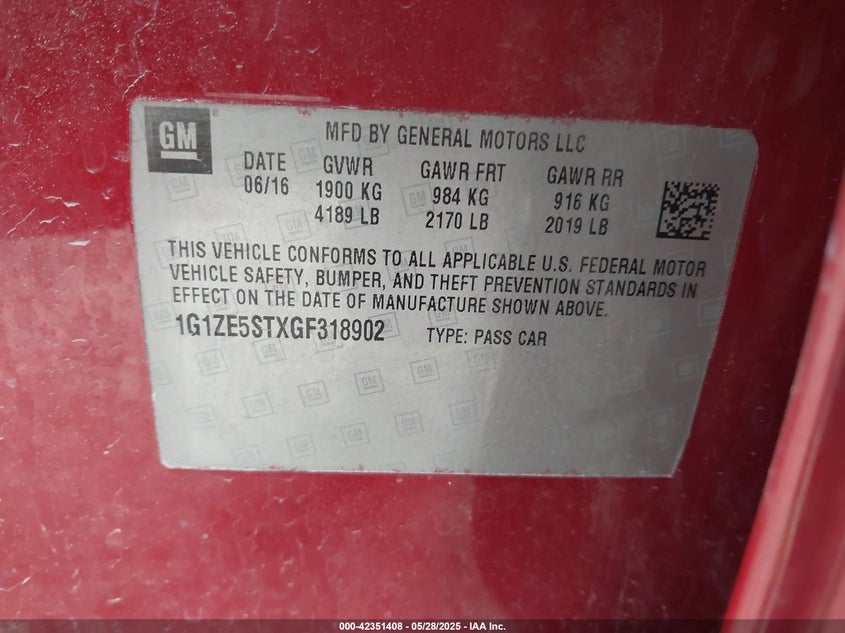 GM
MFD BY GENERAL MOTORS LLC
DATE GVWR GAWR FRT GAWR RR
06/16 1900 KG 984 KG 916 KG
4189 LB 2170 LB 2019 LB
THIS VEHICLE CONFORMS TO ALL APPLICABLE U.S. FEDERAL MOTOR
VEHICLE SAFETY, BUMPER, AND THEFT PREVENTION STANDARDS IN
EFFECT ON THE DATE OF MANUFACTURE SHOWN ABOVE.
1G1ZE5STXGF318902 TYPE: PASS CAR
000-42351408 - 05/28/2025 - IAA Inc.